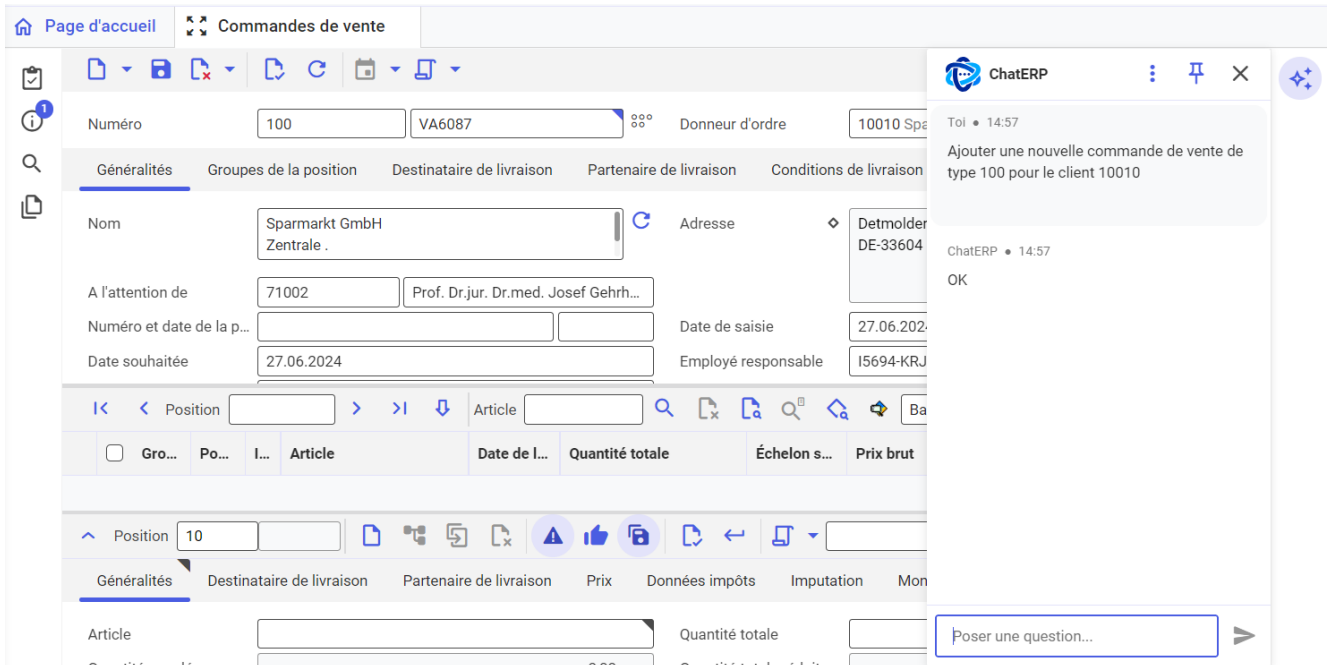 Page d'accueil
Commandes de vente
1
Numéro
100
VA6087
Donneur d'ordre
10010 Spa
Généralités
Groupes de la position
Destinataire de livraison
Partenaire de livraison
Conditions de livraison
Nom
Sparmarkt GmbH
Zentrale .
Adresse
Detmolder
DE-33604
A l'attention de
71002
Prof. Dr.jur. Dr.med. Josef Gehrh...
Numéro et date de la p...
Date de saisie
27.06.2024
Date souhaitée
27.06.2024
Employé responsable
I5694-KRJ
Position
Article
Ba
Gro...
Po...
I...
Article
Date de l...
Quantité totale
Échelon s...
Prix brut
Position
10
Généralités
Destinataire de livraison
Partenaire de livraison
Prix
Données impôts
Imputation
Mon
Article
Quantité totale
ChatERP
Toi • 14:57
Ajouter une nouvelle commande de vente de
type 100 pour le client 10010
ChatERP • 14:57
OK
Poser une question...